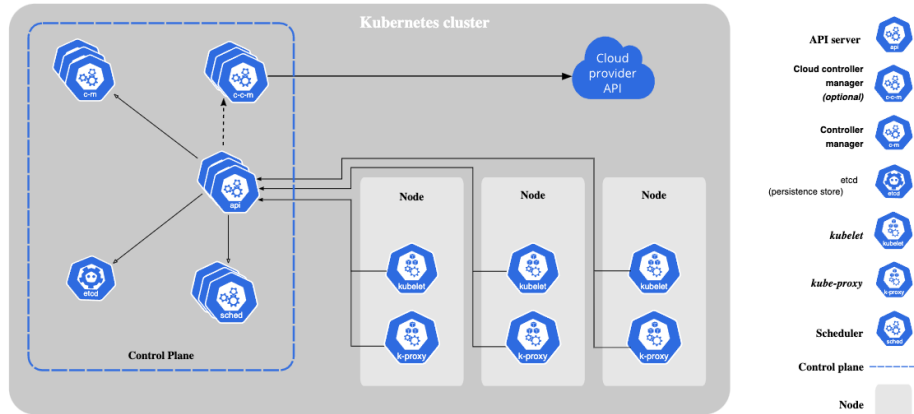 Kubernetes cluster
c-m
c-c-m
Cloud
provider
API
api
Node
Node
Node
etcd
sched
kubelet
kubelet
kubelet
k-proxy
k-proxy
k-proxy
Control Plane
API server
api
Cloud controller
manager
(optional)
c-c-m
Controller
manager
c-m
etcd
(persistence store)
etcd
kubelet
kubelet
kube-proxy
k-proxy
Scheduler
sched
Control plane
Node